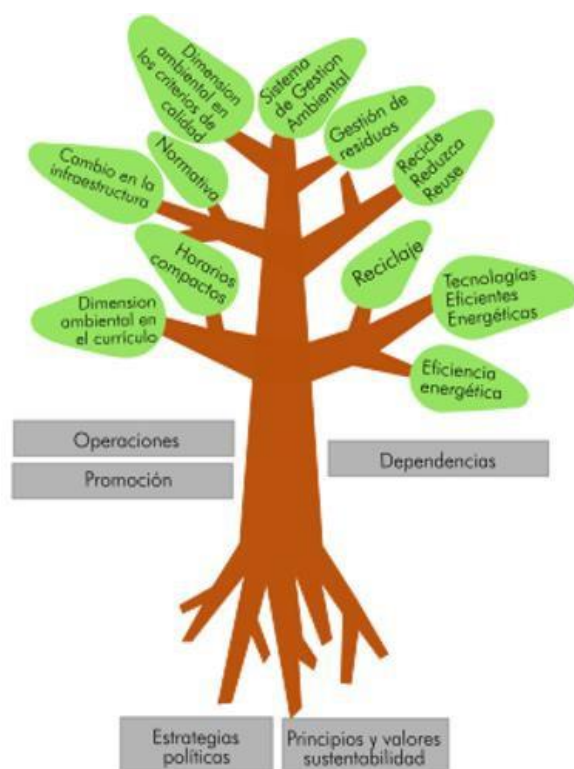 Dimension
ambiental en
los criterios de
calidad
Sistema
de Gestion
Ambiental
Gestión de
residuos
Recicle
Reduzca
Reuse
Normativa
Cambio en la
infraestructura
Horarios
compactos
Reciclaje
Tecnologías
Eficientes
Energéticas
Dimension
ambiental en
el currículo
Eficiencia
energética
Operaciones
Promoción
Dependencias
Estrategias
políticas
Principios y valores
sustentabilidad